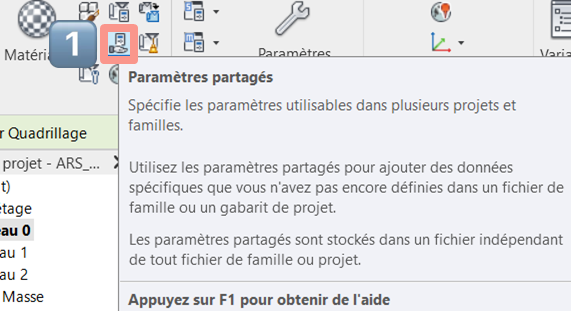 Matéri
1
Paramètres
Varia
Paramètres partagés
Spécifie les paramètres utilisables dans plusieurs projets et
familles.
r Quadrillage
projet - ARS_...
Utilisez les paramètres partagés pour ajouter des données
spécifiques que vous n'avez pas encore définies dans un fichier de
famille ou un gabarit de projet.
t)
étage
eau 0
au 1
au 2
Masse
Les paramètres partagés sont stockés dans un fichier indépendant
de tout fichier de famille ou projet.
Appuyez sur F1 pour obtenir de l'aide